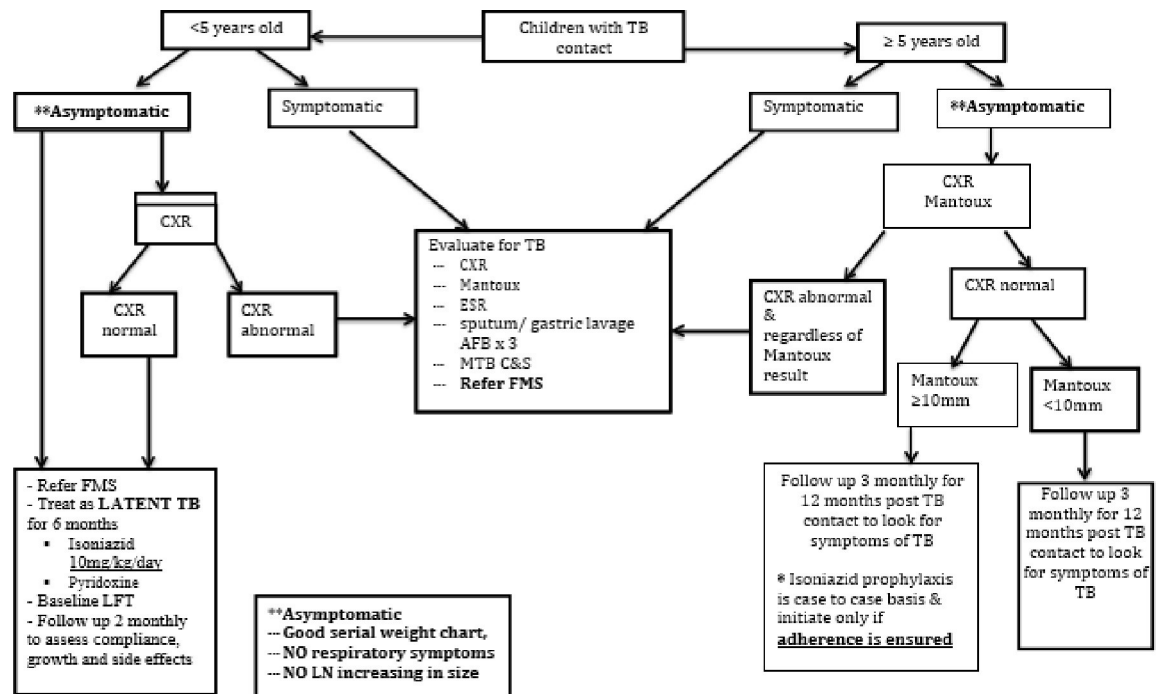 Children with TB
contact
<5 years old
≥ 5 years old
**Asymptomatic
Symptomatic
Symptomatic
**Asymptomatic
CXR
CXR
Mantoux
CXR
normal
CXR
abnormal
Evaluate for TB
--- CXR
--- Mantoux
--- ESR
--- sputum/ gastric lavage
AFB x 3
--- MTB C&S
--- Refer FMS
CXR abnormal
&
regardless of
Mantoux
result
CXR normal
Mantoux
≥10mm
Mantoux
<10mm
- Refer FMS
- Treat as LATENT TB
for 6 months
▪ Isoniazid
10mg/kg/day
▪ Pyridoxine
- Baseline LFT
- Follow up 2 monthly
to assess compliance,
growth and side effects
**Asymptomatic
--- Good serial weight chart,
--- NO respiratory symptoms
--- NO LN increasing in size
Follow up 3 monthly for
12 months post TB
contact to look for
symptoms of TB
* Isoniazid prophylaxis
is case to case basis &
initiate only if
adherence is ensured
Follow up 3
monthly for 12
months post TB
contact to look
for symptoms of
TB